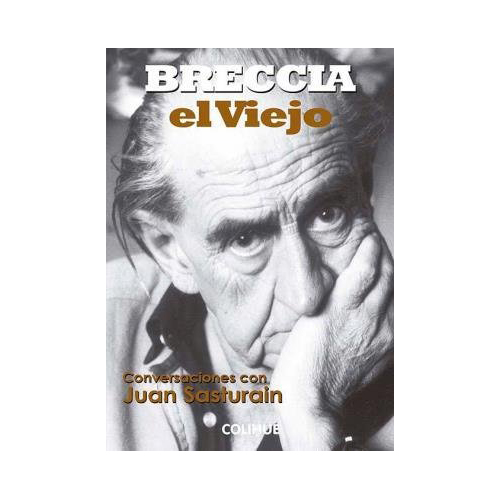 BRECCIA
el Viejo
Conversaciones con
Juan Sasturain
COLIHUE